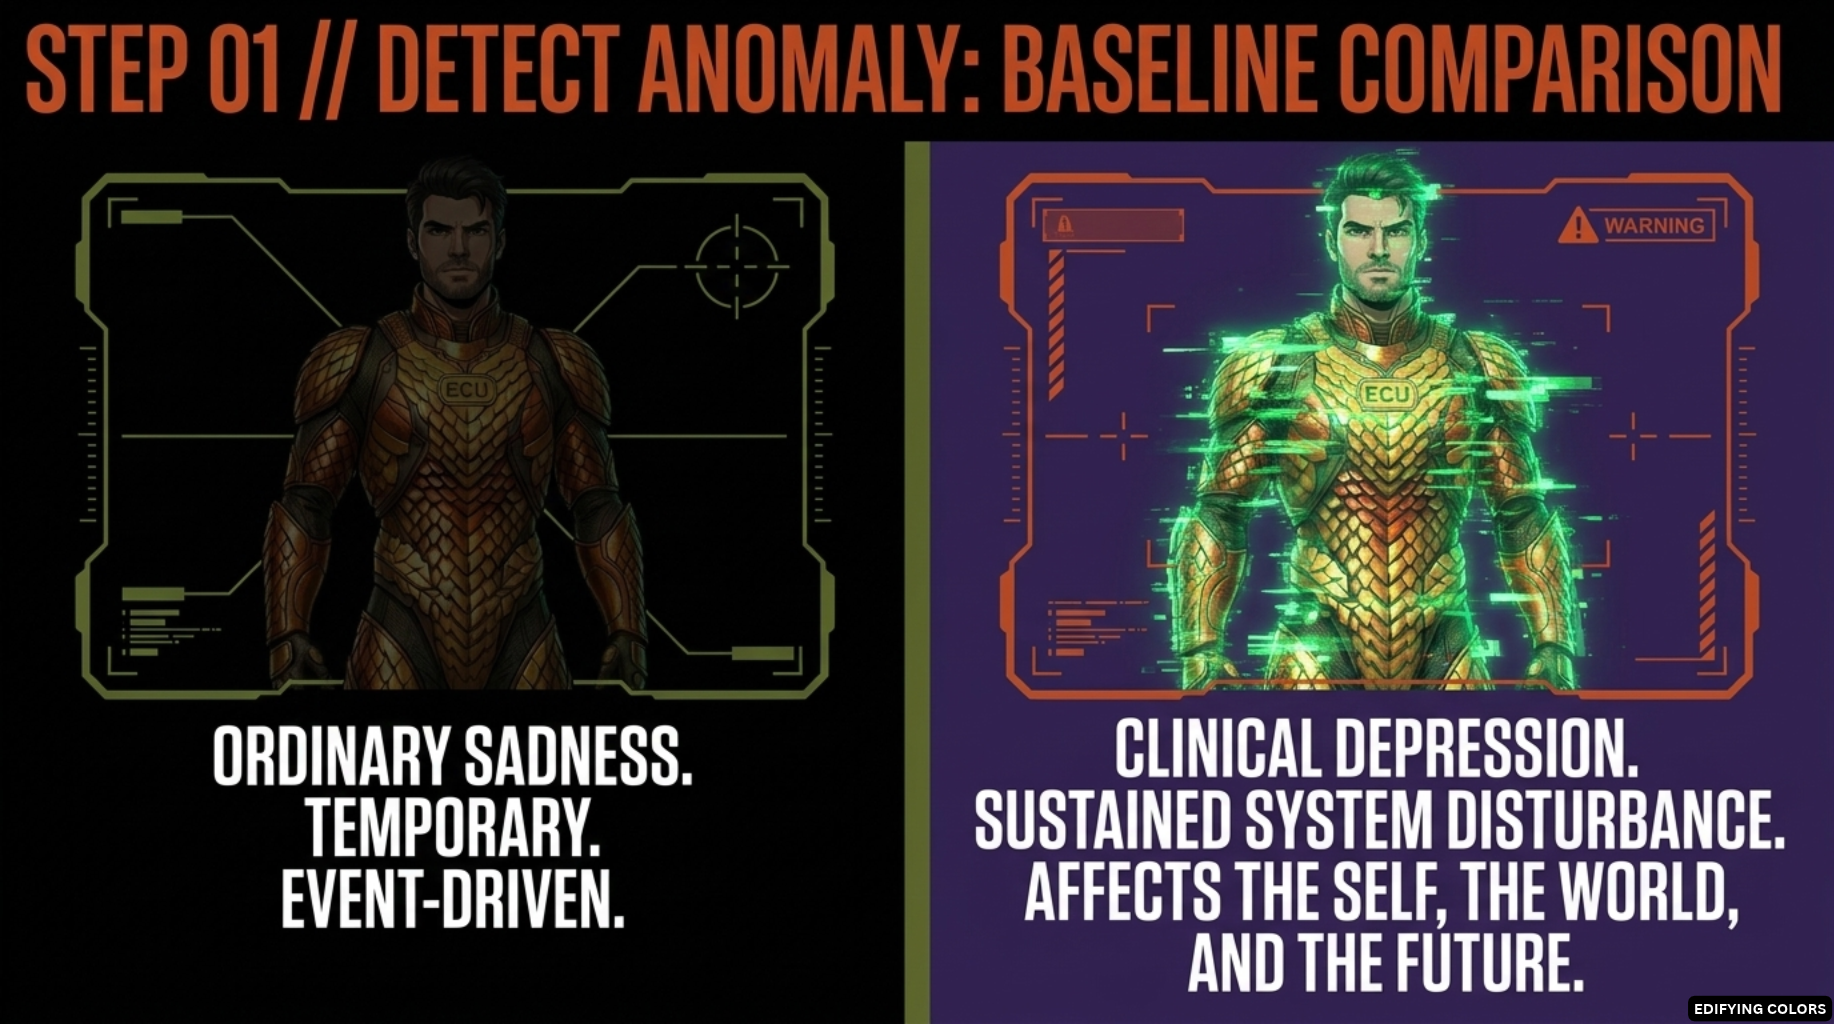 STEP 01 // DETECT ANOMALY: BASELINE COMPARISON
ECU
ORDINARY SADNESS.
TEMPORARY.
EVENT-DRIVEN.
WARNING
ECU
CLINICAL DEPRESSION.
SUSTAINED SYSTEM DISTURBANCE.
AFFECTS THE SELF, THE WORLD,
AND THE FUTURE.
EDIFYING COLORS